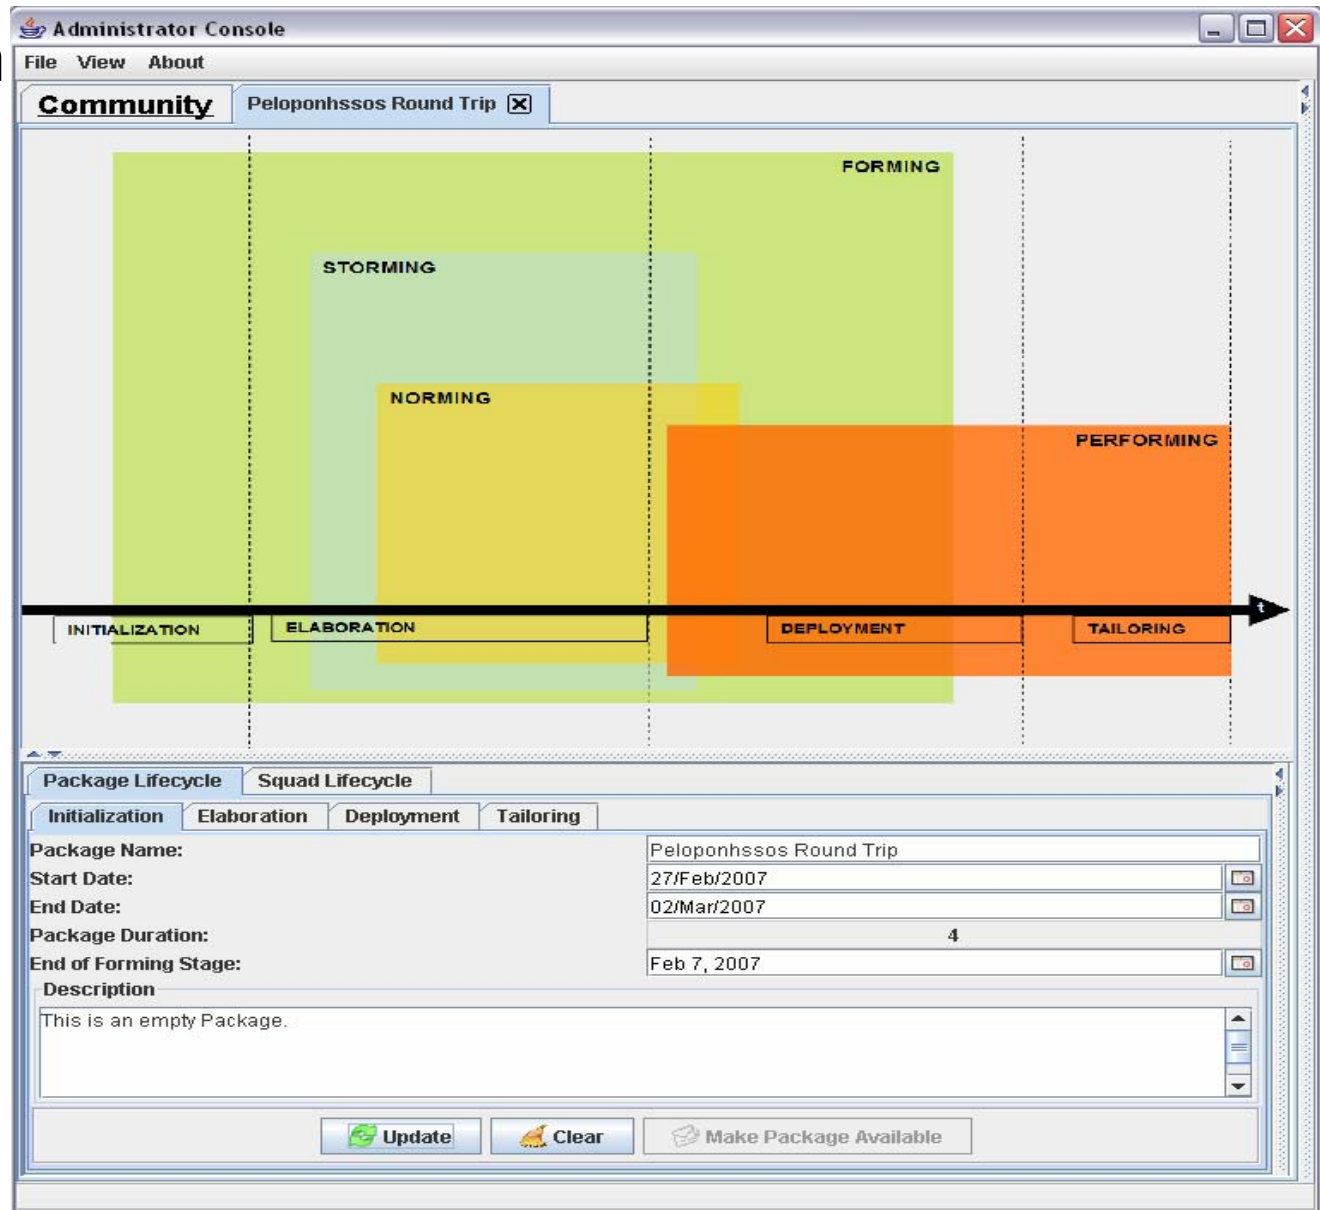 Administrator Console
File View About
Community Peloponhssos Round Trip
FORMING
STORMING
NORMING
PERFORMING
t
INITIALIZATION ELABORATION DEPLOYMENT TAILORING
Package Lifecycle Squad Lifecycle
Initialization Elaboration Deployment Tailoring
Package Name: Peloponhssos Round Trip
Start Date: 27/Feb/2007
End Date: 02/Mar/2007
Package Duration: 4
End of Forming Stage: Feb 7, 2007
Description
This is an empty Package.
Update Clear Make Package Available